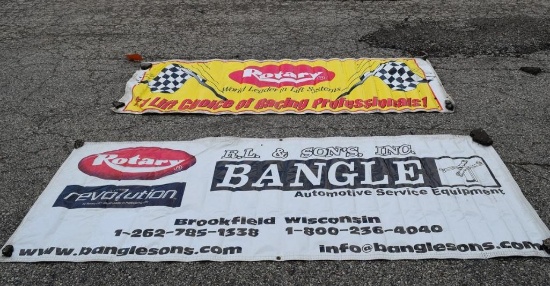 Rotary
World Leader in Lift Systems
#1 Lift Choice of Racing Professionals!
Rotary
revolution
R.L. & SON'S, INC.
BANGLE
Automotive Service Equipment
Brookfield Wisconsin
1-262-785-1338 1-800-236-4040
www.banglesons.com info@banglesons.com